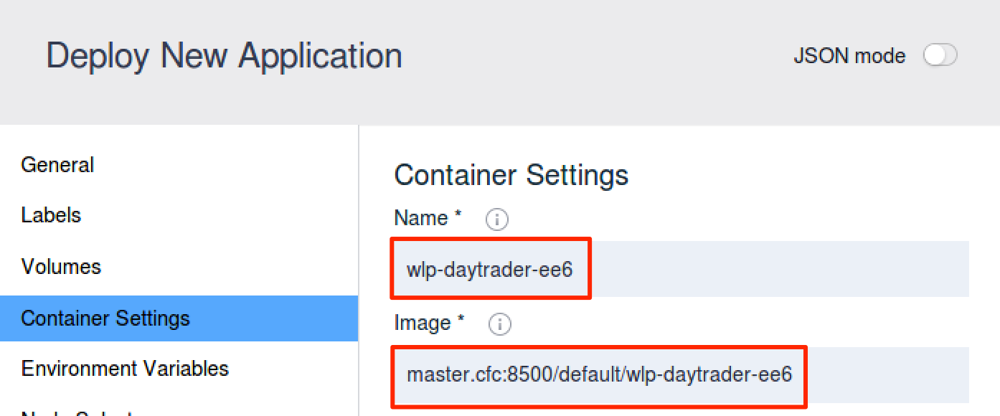 Deploy New Application
JSON mode
General
Labels
Volumes
Container Settings
Environment Variables
Container Settings
Name *
wlp-daytrader-ee6
Image *
master.cfc:8500/default/wlp-daytrader-ee6